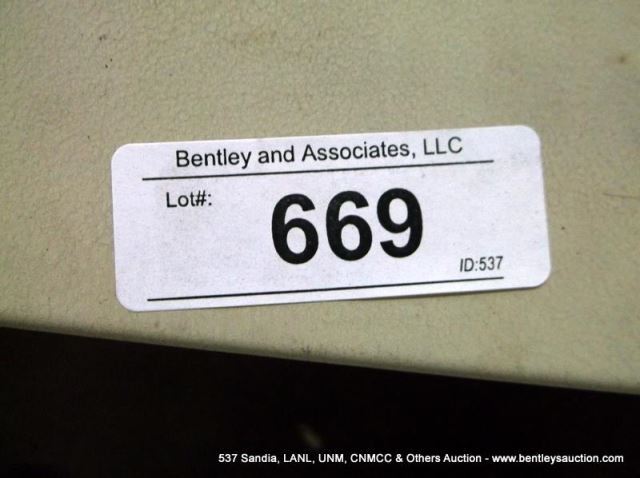 Bentley and Associates, LLC
Lot#:
669
ID:537
537 Sandia, LANL, UNM, CNMCC & Others Auction - www.bentleysauction.com